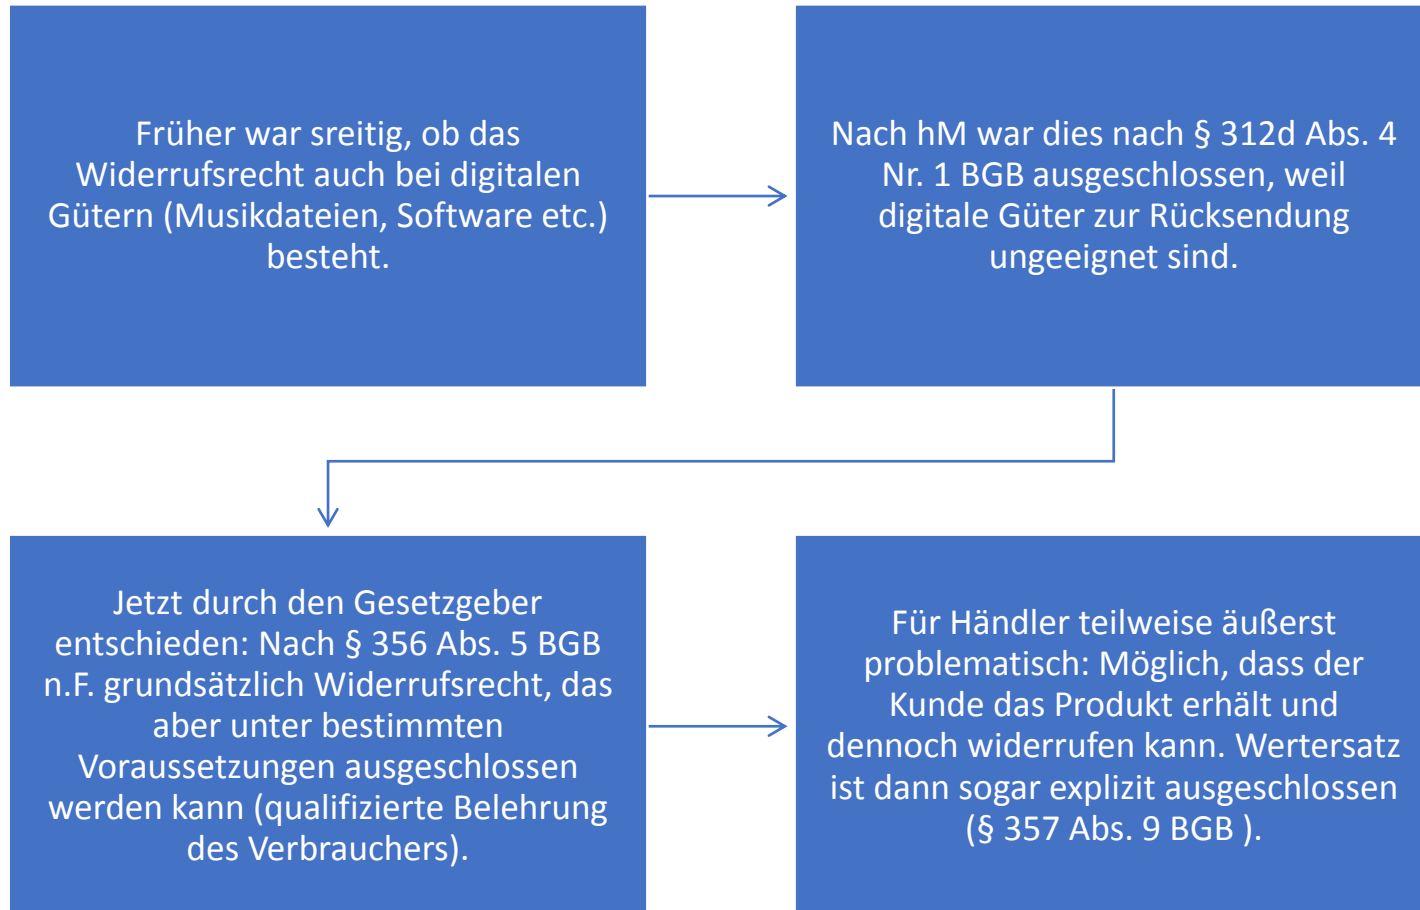 Früher war sreitig, ob das
Widerrufsrecht auch bei digitalen
Gütern (Musikdateien, Software etc.)
besteht.
Nach hM war dies nach § 312d Abs. 4
Nr. 1 BGB ausgeschlossen, weil
digitale Güter zur Rücksendung
ungeeignet sind.
Jetzt durch den Gesetzgeber
entschieden: Nach § 356 Abs. 5 BGB
n.F. grundsätzlich Widerrufsrecht, das
aber unter bestimmten
Voraussetzungen ausgeschlossen
werden kann (qualifizierte Belehrung
des Verbrauchers).
Für Händler teilweise äußerst
problematisch: Möglich, dass der
Kunde das Produkt erhält und
dennoch widerrufen kann. Wertersatz
ist dann sogar explizit ausgeschlossen
(§ 357 Abs. 9 BGB ).